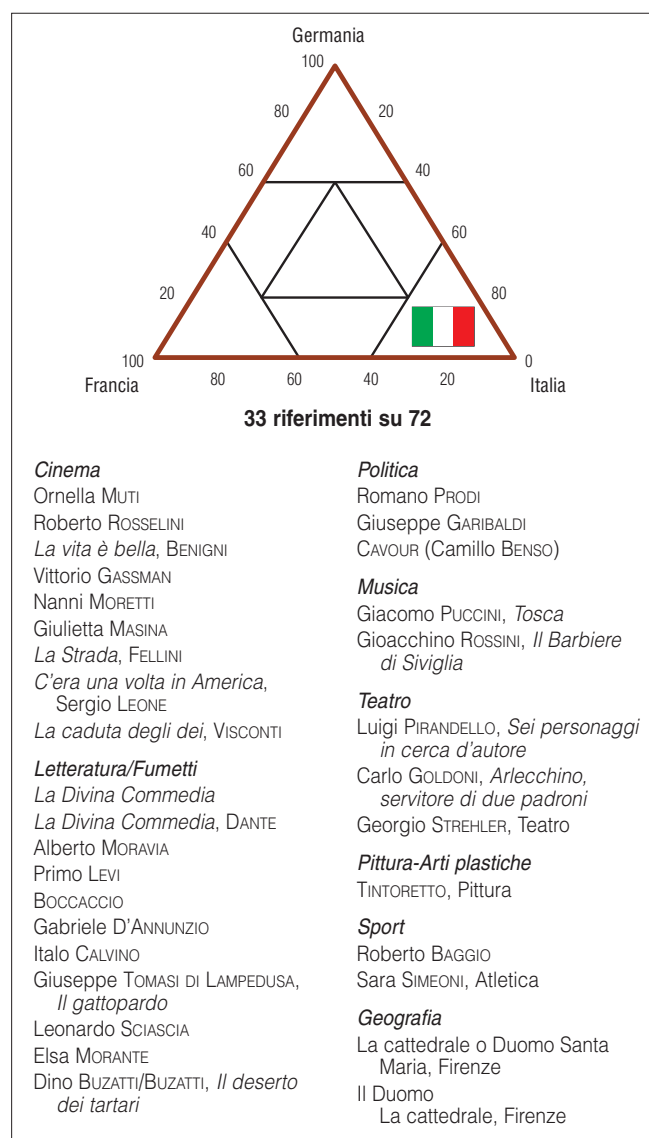 Germania
100
80 20
60 40
40 60
20 80
100 0
Francia 80 60 40 20 Italia
33 riferimenti su 72
Cinema
Ornella MUTI
Roberto ROSSELINI
La vita è bella, BENIGNI
Vittorio GASSMAN
Nanni MORETTI
Giulietta MASINA
La Strada, FELLINI
C'era una volta in America,
Sergio LEONE
La caduta degli dei, VISCONTI
Letteratura/Fumetti
La Divina Commedia
La Divina Commedia, DANTE
Alberto MORAVIA
Primo LEVI
BOCCACCIO
Gabriele D'ANNUNZIO
Italo CALVINO
Giuseppe TOMASI DI LAMPEDUSA,
Il gattopardo
Leonardo SCIASCIA
Elsa MORANTE
Dino BUZATTI/BUZATTI, Il deserto
dei tartari
Politica
Romano PRODI
Giuseppe GARIBALDI
CAVOUR (Camillo BENSO)
Musica
Giacomo PUCCINI, Tosca
Gioacchino ROSSINI, Il Barbiere
di Siviglia
Teatro
Luigi PIRANDELLO, Sei personaggi
in cerca d'autore
Carlo GOLDONI, Arlecchino,
servitore di due padroni
Georgio STREHLER, Teatro
Pittura-Arti plastiche
TINTORETTO, Pittura
Sport
Roberto BAGGIO
Sara SIMEONI, Atletica
Geografia
La cattedrale o Duomo Santa
Maria, Firenze
Il Duomo
La cattedrale, Firenze